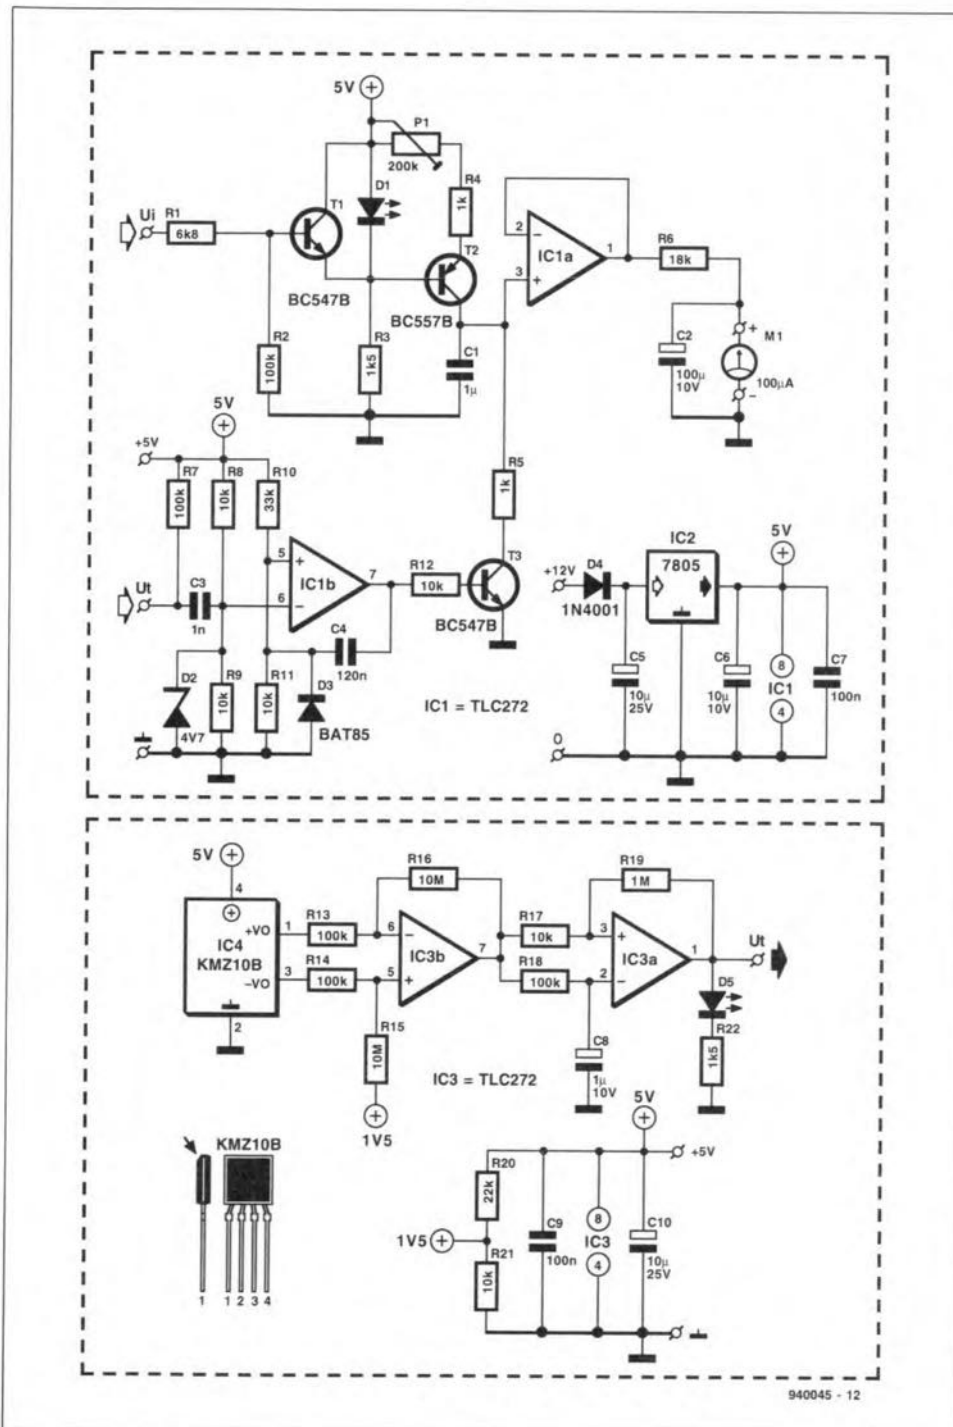 5V
P1
200k
R4
1k
D1
T1
T2
Ui
R1
6k8
BC547B
BC557B
2
−
IC1a
1
3
+
R6
18k
R2
100k
R3
1k5
C1
1μ
C2
100μ
10V
+
M1
100μA
−
5V
+5V
R7
100k
R8
10k
R10
33k
R5
1k
5
+
IC1b
7
6
−
R12
10k
T3
BC547B
Ut
C3
1n
C4
120n
D2
4V7
R9
10k
R11
10k
D3
BAT85
IC1 = TLC272
+12V
D4
1N4001
IC2
7805
5V
C5
10μ
25V
C6
10μ
10V
8
IC1
4
C7
100n
0
5V
4
+VO
1
IC4
KMZ10B
−VO
3
2
R13
100k
R14
100k
R16
10M
6
−
IC3b
7
5
+
R15
10M
1V5
R17
10k
R18
100k
R19
1M
3
+
IC3a
1
2
−
Ut
D5
R22
1k5
C8
1μ
10V
IC3 = TLC272
KMZ10B
1
1 2 3 4
5V
+5V
R20
22k
1V5
R21
10k
C9
100n
8
IC3
4
C10
10μ
25V
940045 - 12